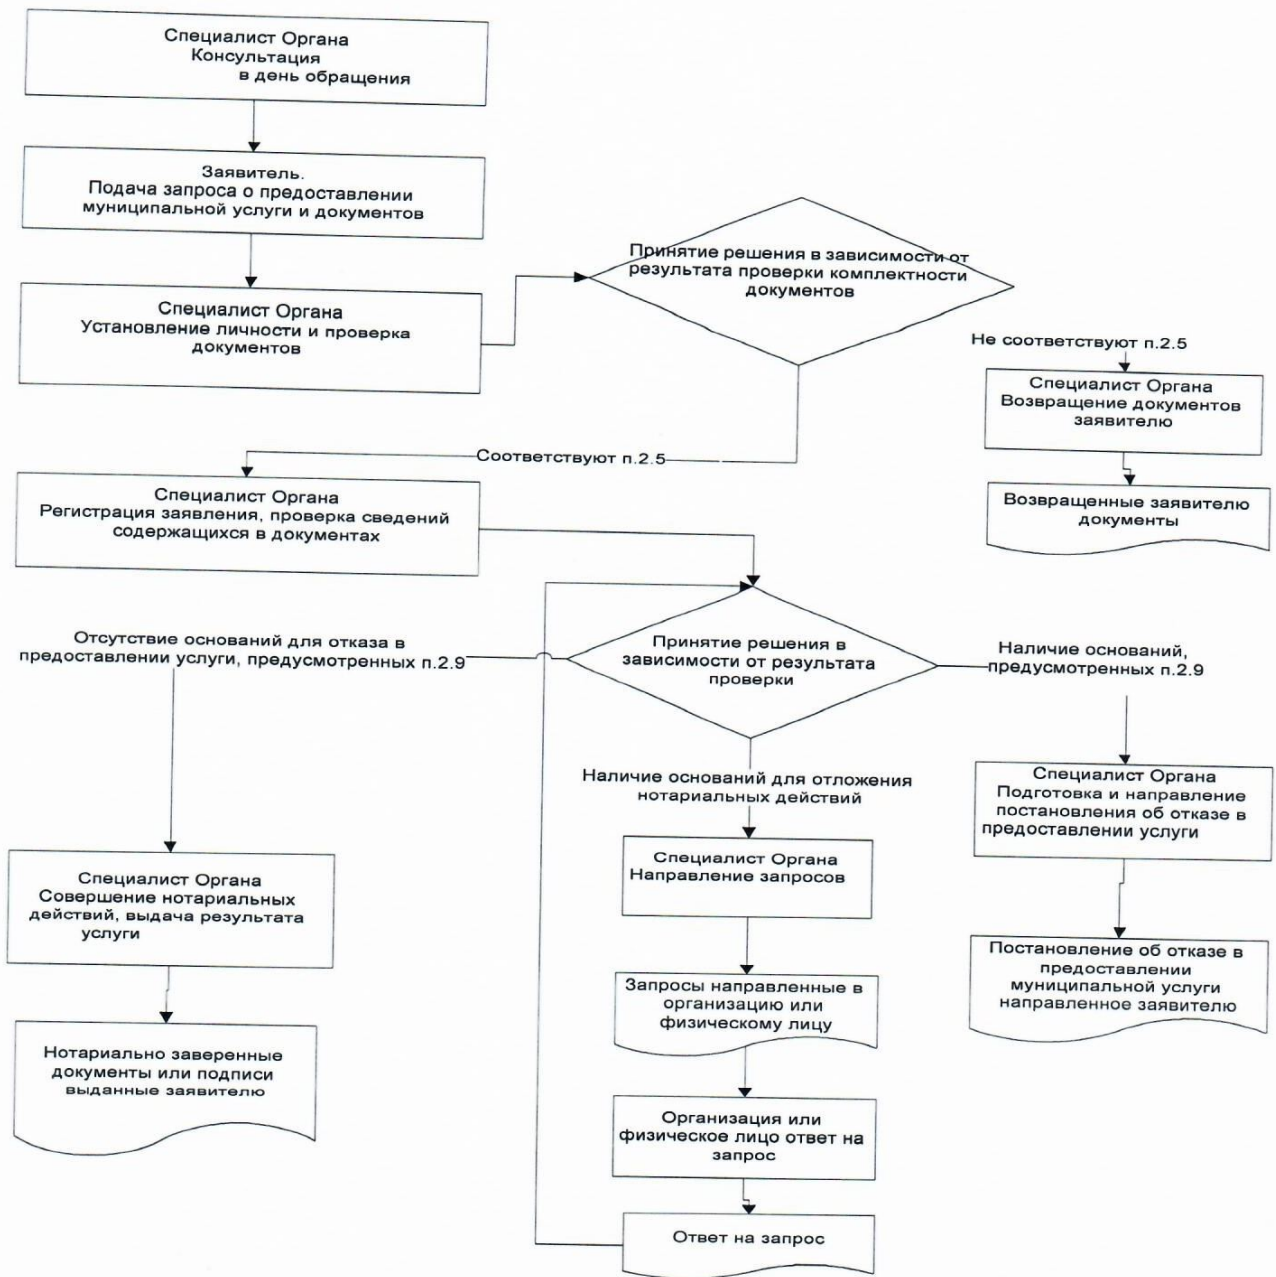 Специалист Органа
Консультация
в день обращения
Заявитель.
Подача запроса о предоставлении
муниципальной услуги и документов
Специалист Органа
Установление личности и проверка
документов
Принятие решения в зависимости от
результата проверки комплектности
документов
Не соответствуют п.2.5
Специалист Органа
Возвращение документов
заявителю
Возвращенные заявителю
документы
Соответствуют п.2.5
Специалист Органа
Регистрация заявления, проверка сведений
содержащихся в документах
Принятие решения в
зависимости от результата
проверки
Отсутствие оснований для отказа в
предоставлении услуги, предусмотренных п.2.9
Наличие оснований,
предусмотренных п.2.9
Наличие оснований для отложения
нотариальных действий
Специалист Органа
Подготовка и направление
постановления об отказе в
предоставлении услуги
Специалист Органа
Направление запросов
Специалист Органа
Совершение нотариальных
действий, выдача результата
услуги
Постановление об отказе в
предоставлении
муниципальной услуги
направленное заявителю
Запросы направленные в
организацию или
физическому лицу
Нотариально заверенные
документы или подписи
выданные заявителю
Организация или
физическое лицо ответ на
запрос
Ответ на запрос